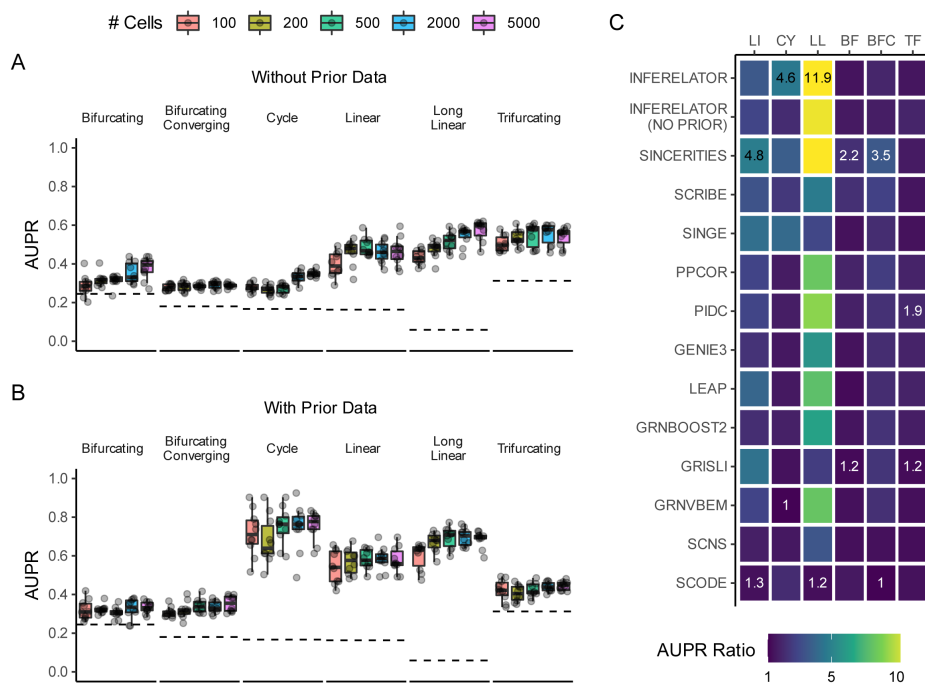 # Cells 100 200 500 2000 5000
A
Without Prior Data
Bifurcating
Bifurcating
Converging
Cycle
Linear
Long
Linear
Trifurcating
AUPR
1.0
0.8
0.6
0.4
0.2
0.0
B
With Prior Data
Bifurcating
Bifurcating
Converging
Cycle
Linear
Long
Linear
Trifurcating
AUPR
1.0
0.8
0.6
0.4
0.2
0.0
C
LI CY LL BF BFC TF
INFERELATOR 4.6 11.9
INFERELATOR
(NO PRIOR)
SINCERITIES 4.8 2.2 3.5
SCRIBE
SINGE
PPCOR
PIDC 1.9
GENIE3
LEAP
GRNBOOST2
GRISLI 1.2 1.2
GRNVBEM 1
SCNS
SCODE 1.3 1.2 1
AUPR Ratio
1 5 10